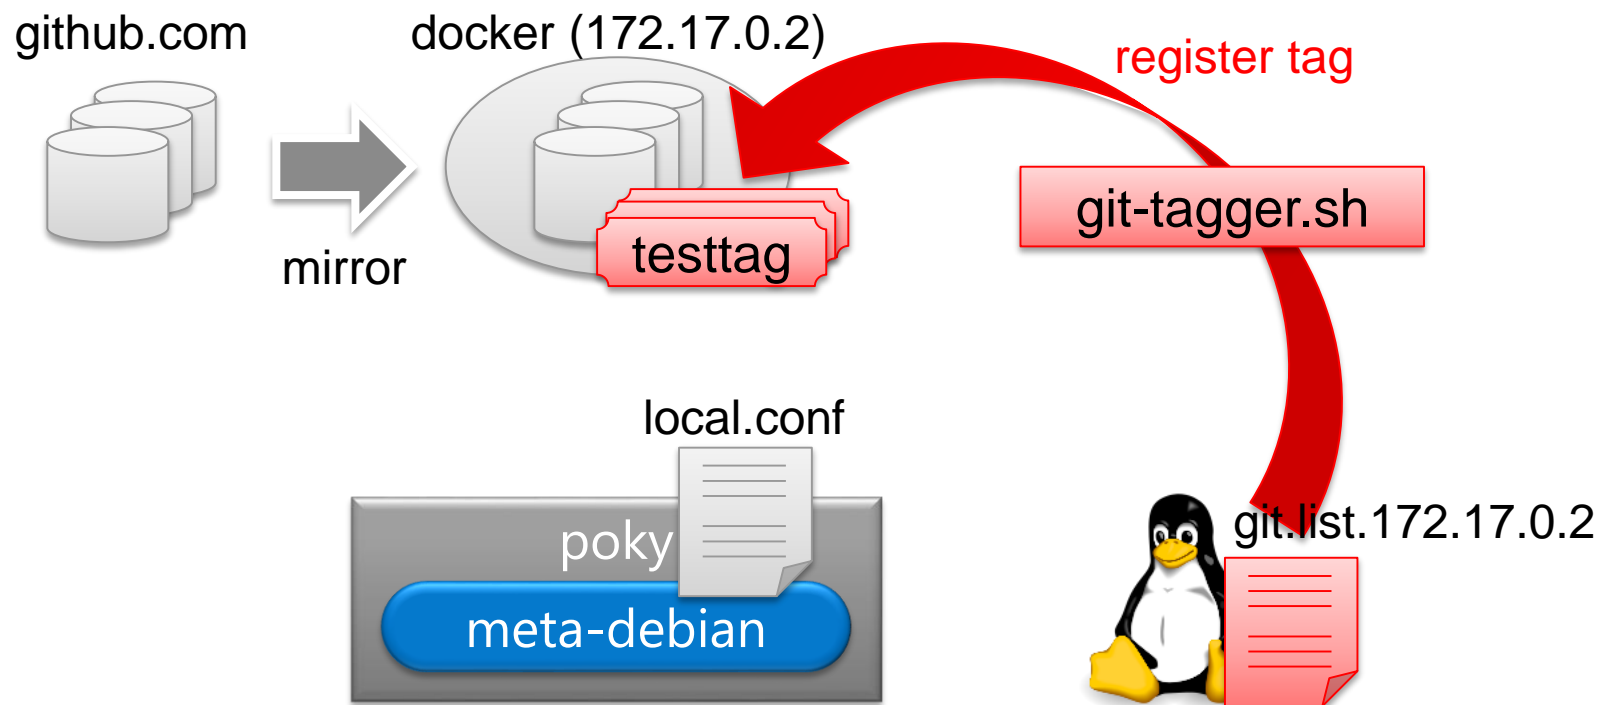 github.com
docker (172.17.0.2)
register tag
git-tagger.sh
mirror
testtag
local.conf
poky
meta-debian
git.list.172.17.0.2